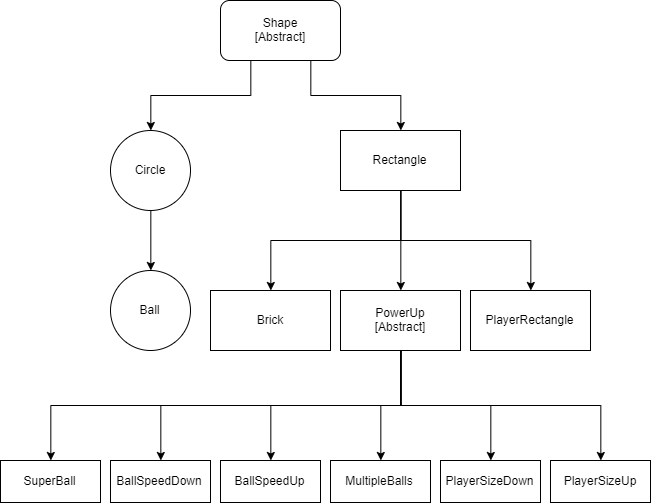 Shape
[Abstract]
Circle
Rectangle
Ball
Brick
PowerUp
[Abstract]
PlayerRectangle
SuperBall
BallSpeedDown
BallSpeedUp
MultipleBalls
PlayerSizeDown
PlayerSizeUp